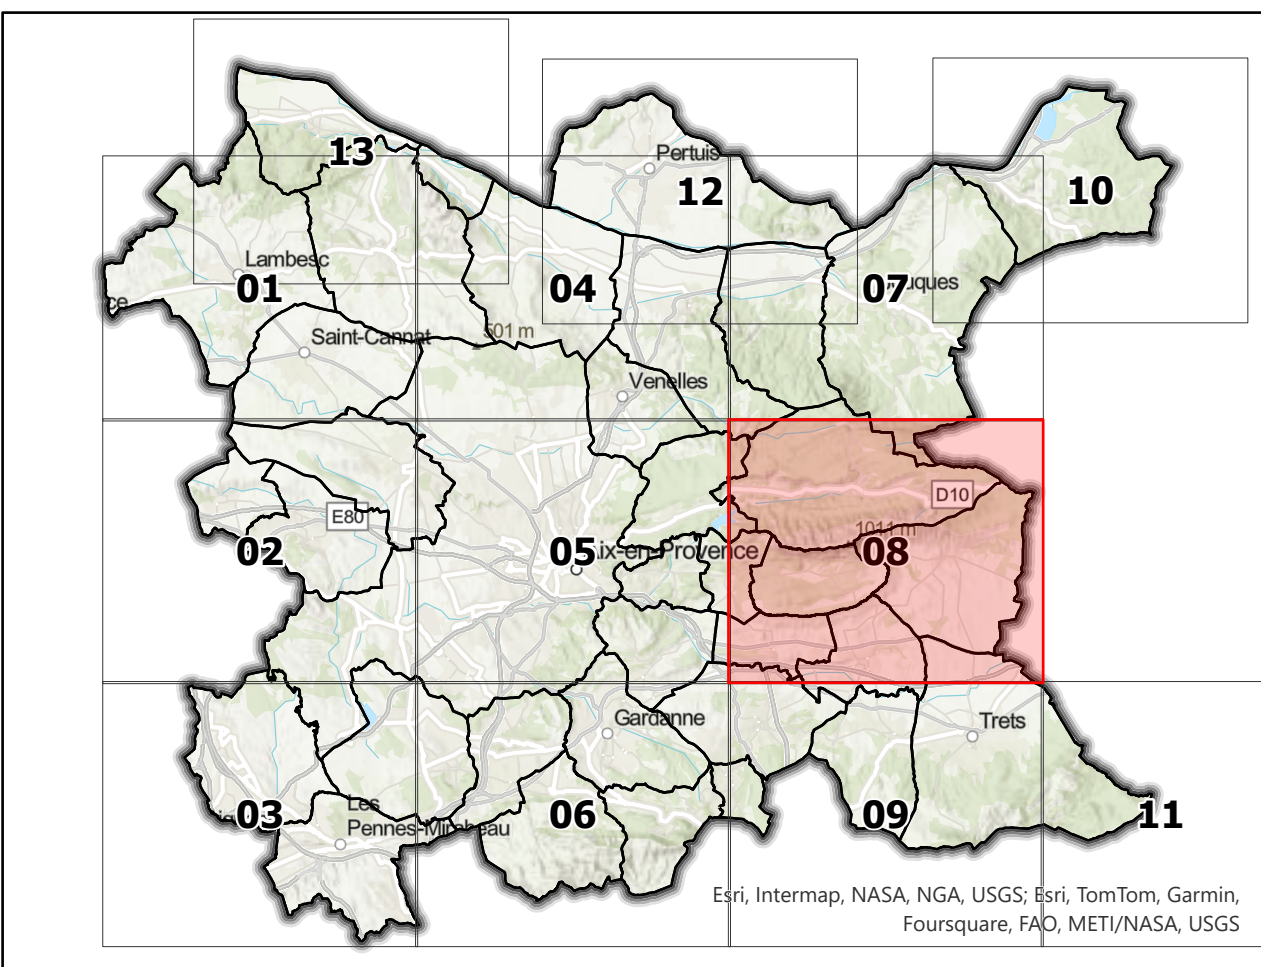 13
Pertuis
12
10
Lambesc
01
04
07
uques
ce
Saint-Cannat
501 m
Venelles
D10
E80
1011 m
02
05
ix-en-Provence
08
Gardanne
Trets
03
Les
Pennes-Mirabeau
06
09
11
Esri, Intermap, NASA, NGA, USGS; Esri, TomTom, Garmin,
Foursquare, FAO, METI/NASA, USGS